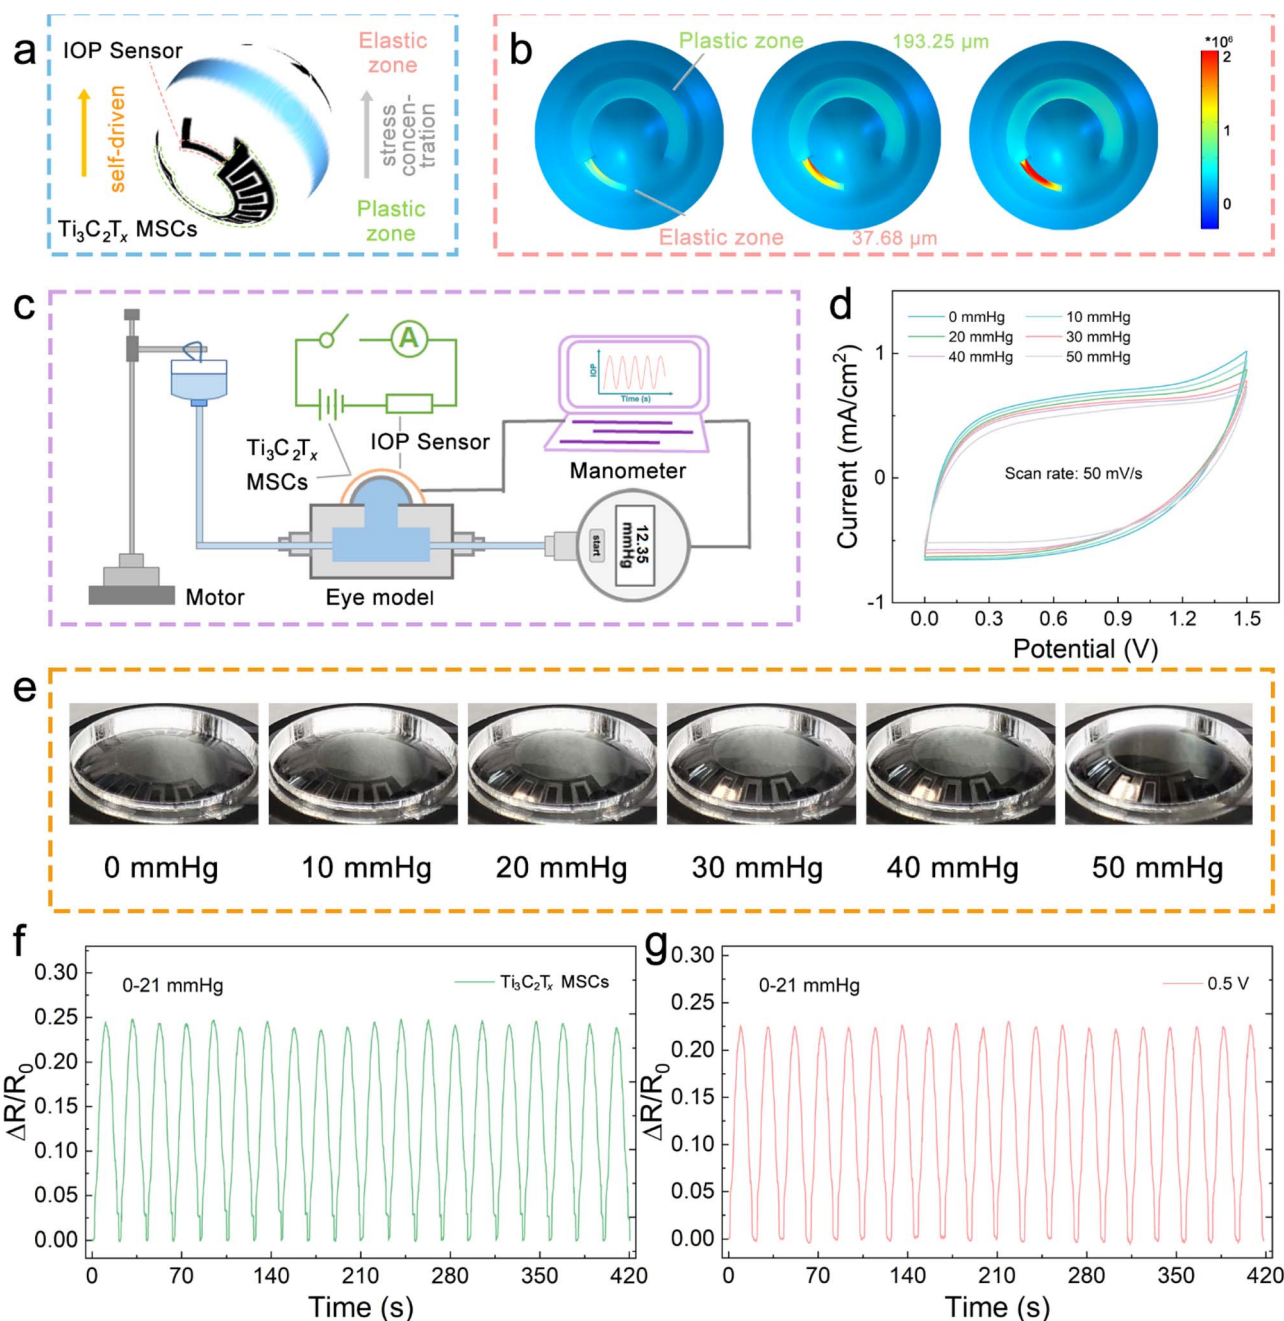 a
IOP Sensor
self-driven
Ti₃C₂Tₓ MSCs
Elastic
zone
stress
concen-
tration
Plastic
zone
b
Plastic zone
193.25 μm
Elastic zone
37.68 μm
*10⁶
2
1
0
c
A
IOP
Time (s)
Ti₃C₂Tₓ
MSCs
IOP Sensor
Manometer
12.35
mmHg
start
Motor
Eye model
d
0 mmHg
10 mmHg
20 mmHg
30 mmHg
40 mmHg
50 mmHg
Scan rate: 50 mV/s
Current (mA/cm²)
1
0
-1
0.0 0.3 0.6 0.9 1.2 1.5
Potential (V)
e
0 mmHg
10 mmHg
20 mmHg
30 mmHg
40 mmHg
50 mmHg
f
0-21 mmHg
Ti₃C₂Tₓ MSCs
ΔR/R₀
0.30
0.25
0.20
0.15
0.10
0.05
0.00
0 70 140 210 280 350 420
Time (s)
g
0-21 mmHg
0.5 V
ΔR/R₀
0.30
0.25
0.20
0.15
0.10
0.05
0.00
0 70 140 210 280 350 420
Time (s)